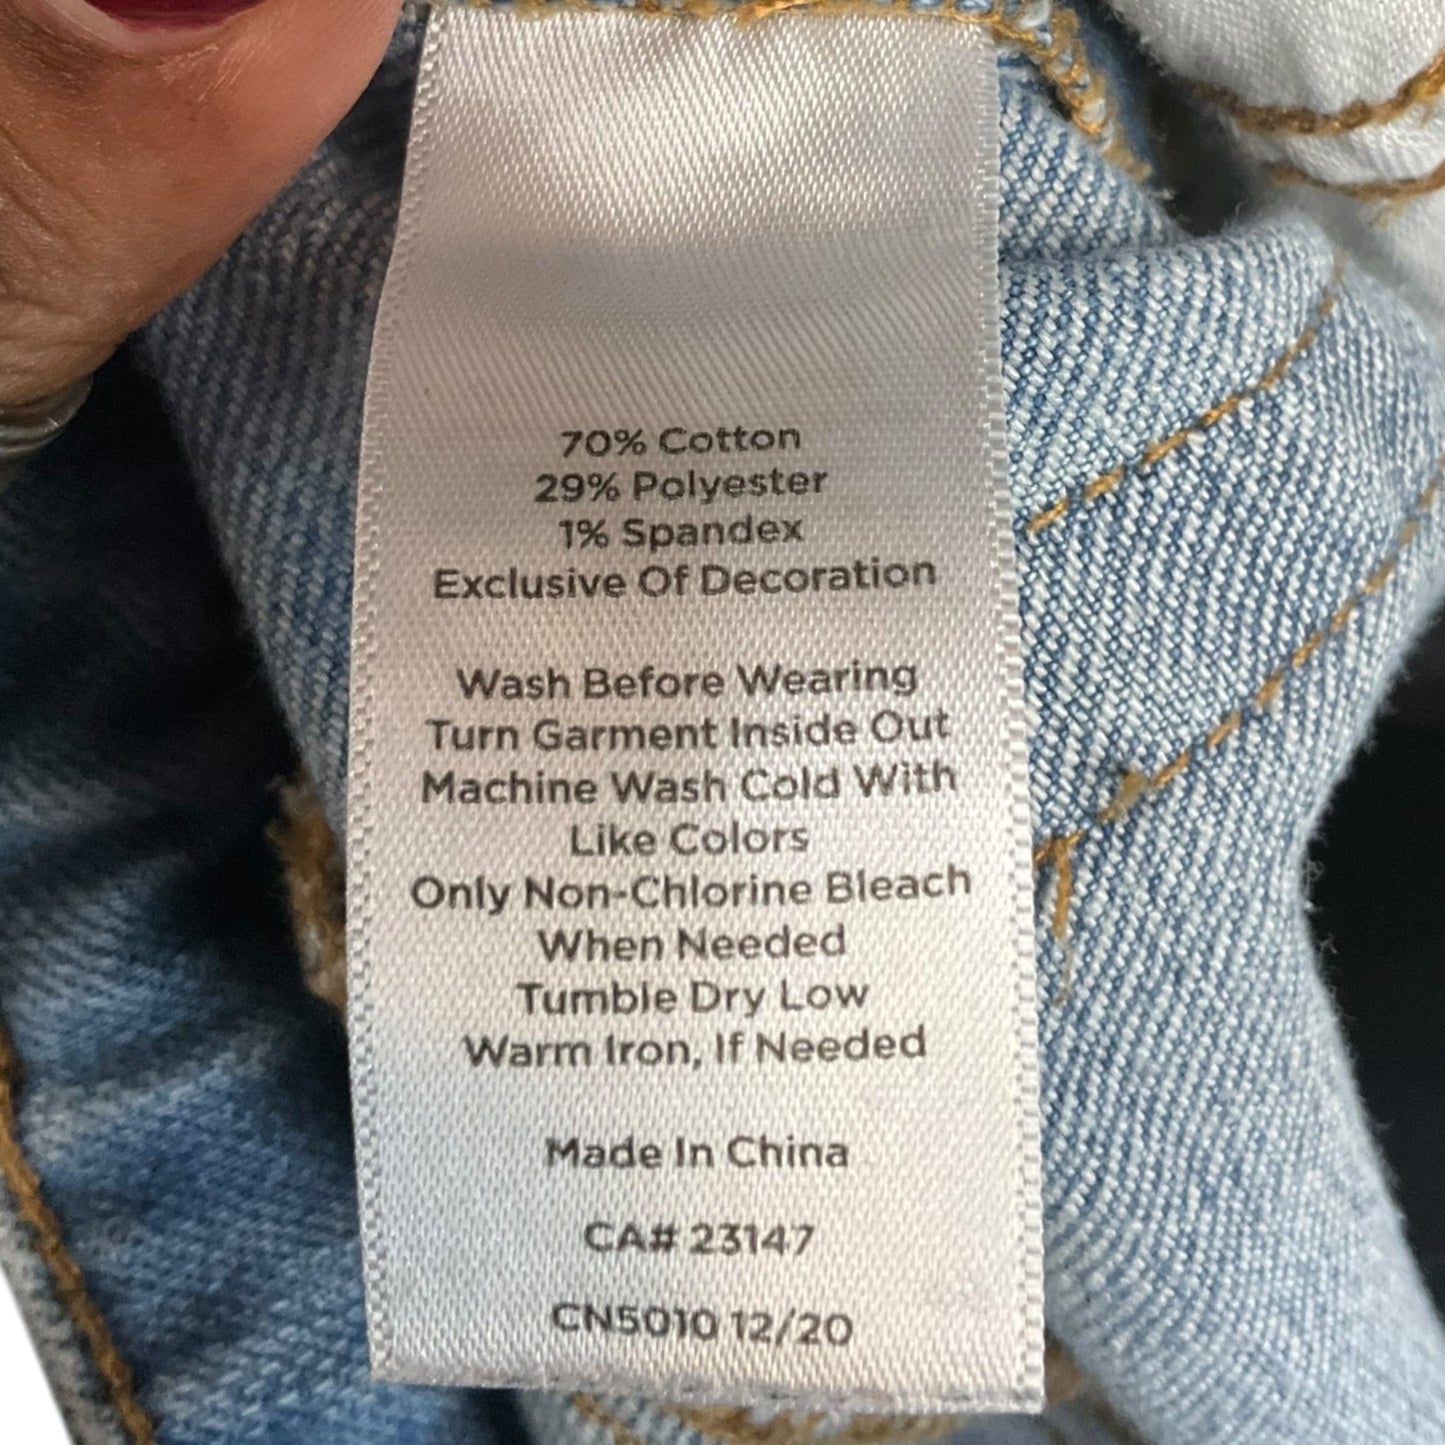 70% Cotton
29% Polyester
1% Spandex
Exclusive Of Decoration
Wash Before Wearing
Turn Garment Inside Out
Machine Wash Cold With
Like Colors
Only Non-Chlorine Bleach
When Needed
Tumble Dry Low
Warm Iron, If Needed
Made In China
CA# 23147
CN5010 12/20